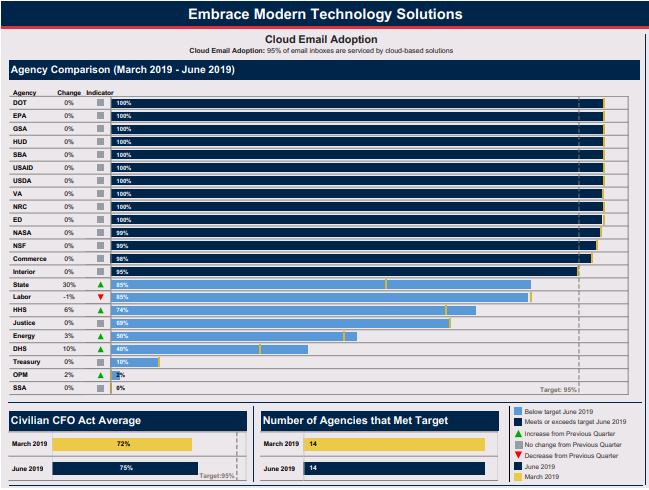 Embrace Modern Technology Solutions
Cloud Email Adoption
Cloud Email Adoption: 95% of email inboxes are serviced by cloud-based solutions
Agency Comparison (March 2019 - June 2019)
Agency Change Indicator
DOT 0% 100%
EPA 0% 100%
GSA 0% 100%
HUD 0% 100%
SBA 0% 100%
USAID 0% 100%
USDA 0% 100%
VA 0% 100%
NRC 0% 100%
ED 0% 100%
NASA 0% 99%
NSF 0% 99%
Commerce 0% 98%
Interior 0% 95%
State 30% 85%
Labor -1% 85%
HHS 6% 74%
Justice 0% 69%
Energy 3% 50%
DHS 10% 40%
Treasury 0% 10%
OPM 2% 2%
SSA 0% 0%
Target: 95%
Civilian CFO Act Average
March 2019 72%
June 2019 75%
Target:95%
Number of Agencies that Met Target
March 2019 14
June 2019 14
Below target June 2019
Meets or exceeds target June 2019
Increase from Previous Quarter
No change from Previous Quarter
Decrease from Previous Quarter
June 2019
March 2019